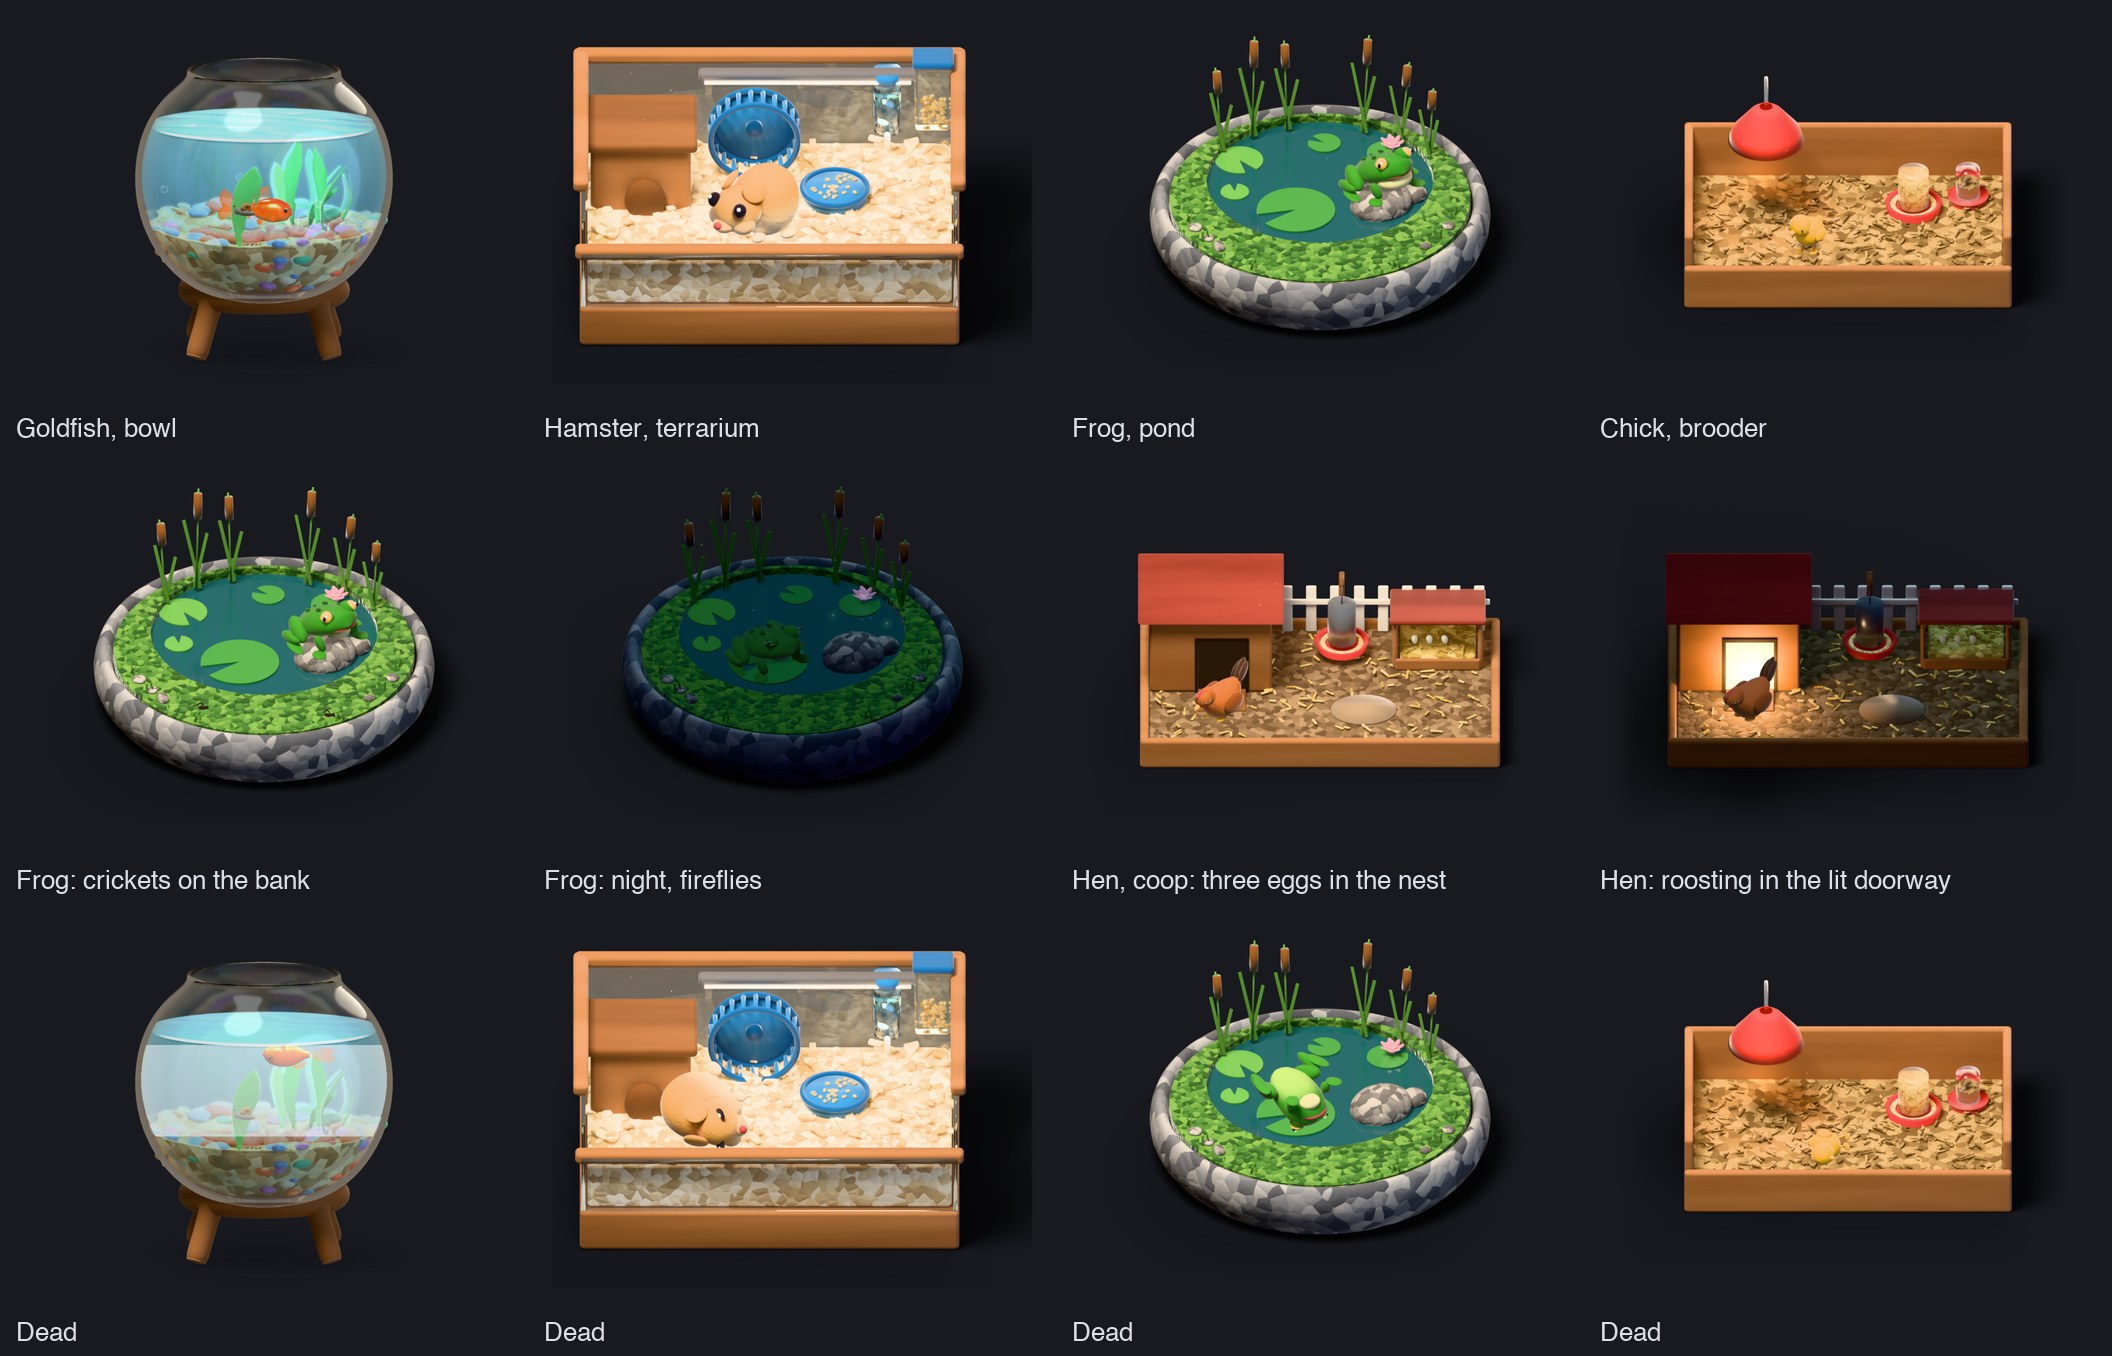 Goldfish, bowl
Hamster, terrarium
Frog, pond
Chick, brooder
Frog: crickets on the bank
Frog: night, fireflies
Hen, coop: three eggs in the nest
Hen: roosting in the lit doorway
Dead
Dead
Dead
Dead